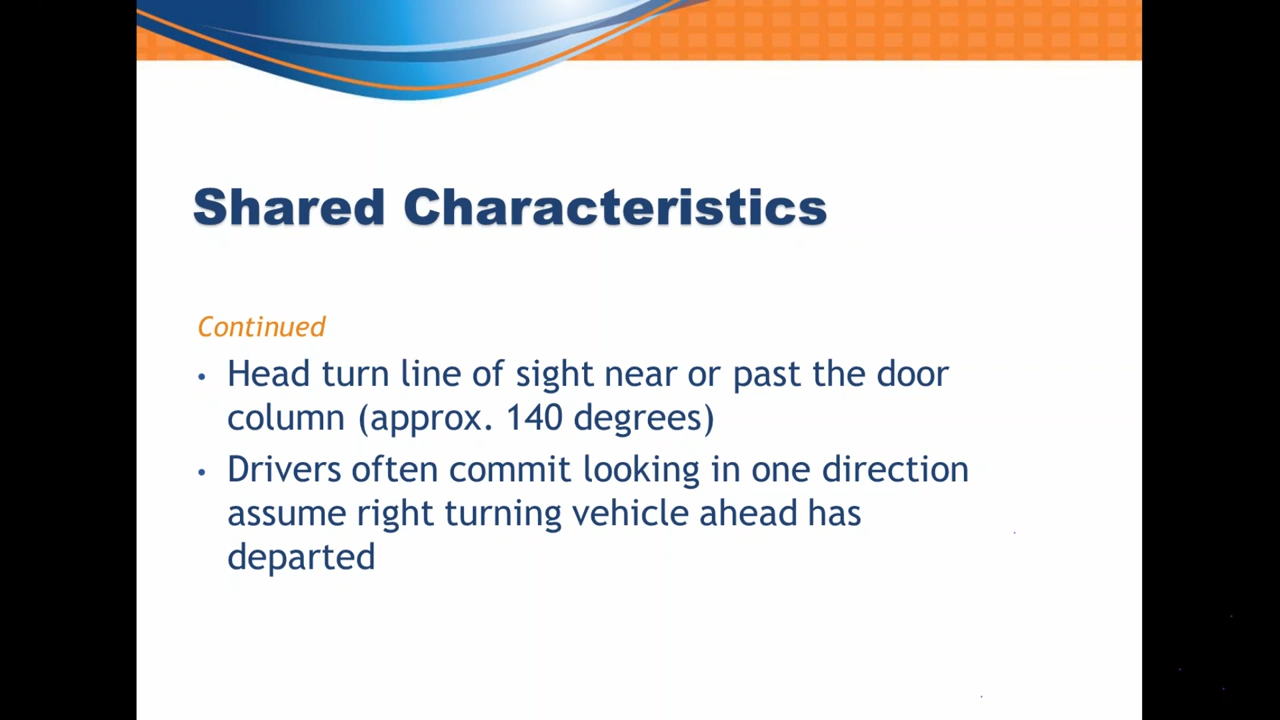 Shared Characteristics
Continued
• Head turn line of sight near or past the door
column (approx. 140 degrees)
• Drivers often commit looking in one direction
assume right turning vehicle ahead has
departed